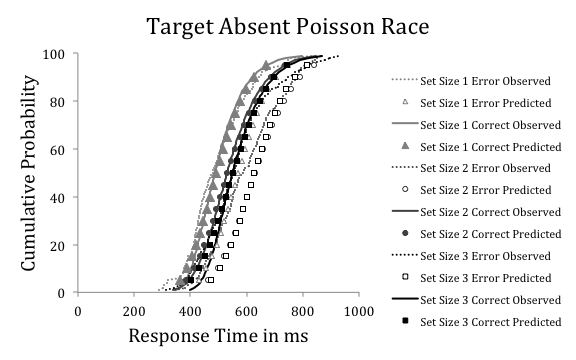 Target Absent Poisson Race
Cumulative Probability
100
80
60
40
20
0
0 200 400 600 800 1000
Response Time in ms
Set Size 1 Error Observed
Set Size 1 Error Predicted
Set Size 1 Correct Observed
Set Size 1 Correct Predicted
Set Size 2 Error Observed
Set Size 2 Error Predicted
Set Size 2 Correct Observed
Set Size 2 Correct Predicted
Set Size 3 Error Observed
Set Size 3 Error Predicted
Set Size 3 Correct Observed
Set Size 3 Correct Predicted